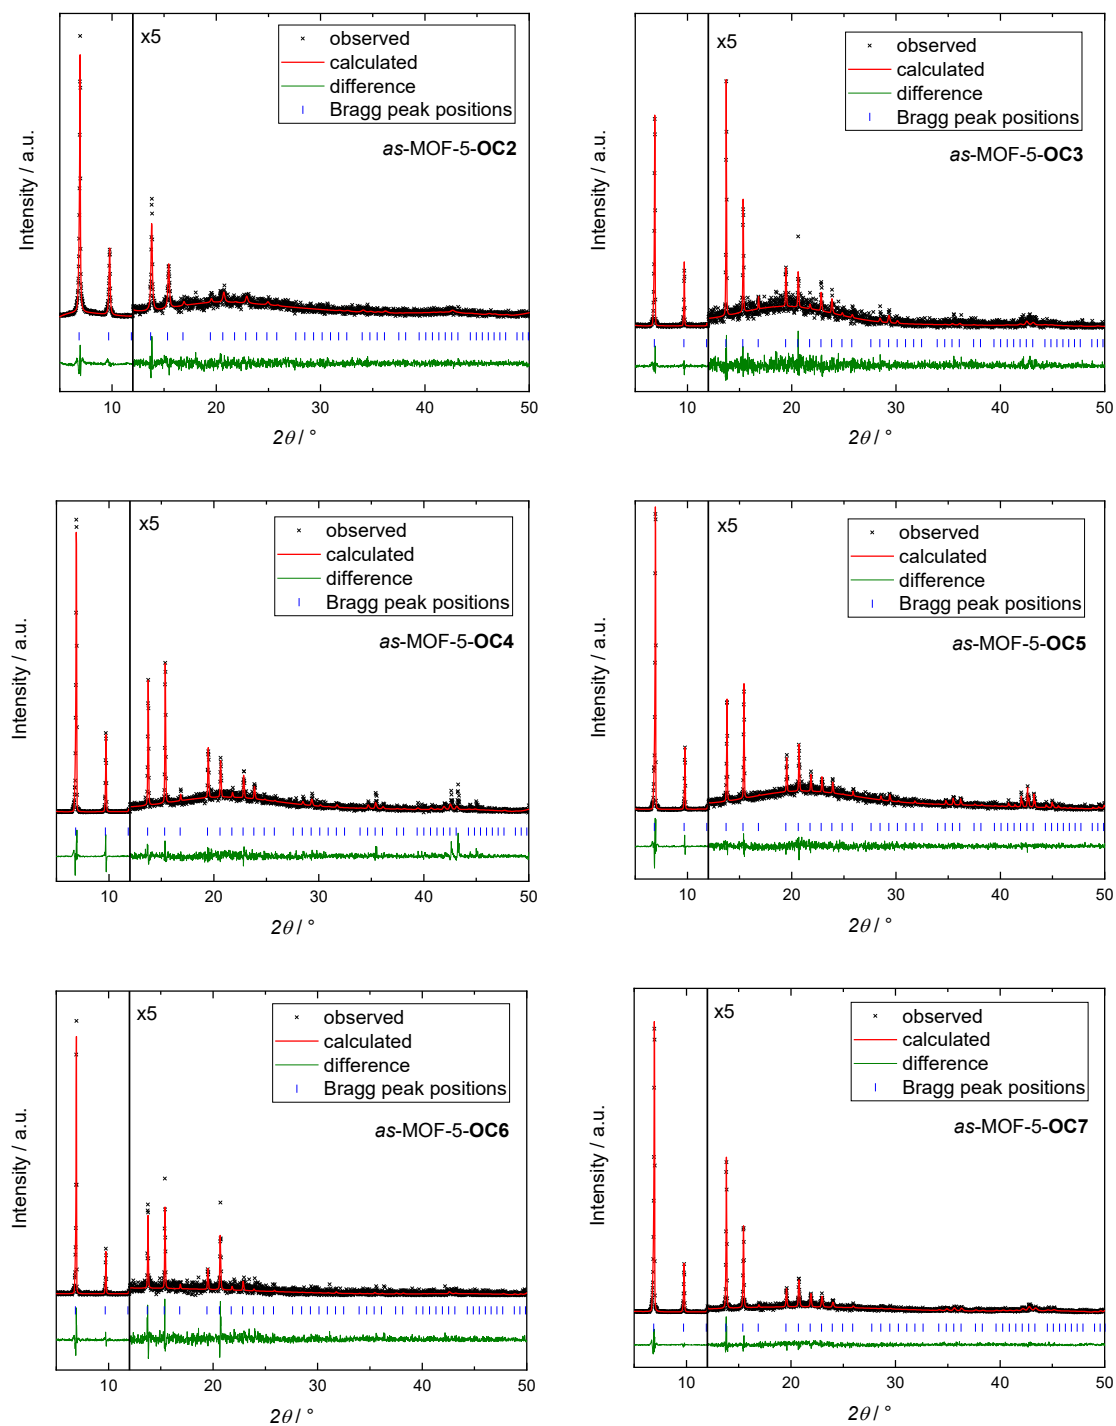 x5
observed
calculated
difference
Bragg peak positions
as-MOF-5-OC2
Intensity / a.u.
10 20 30 40 50
2θ / °
x5
observed
calculated
difference
Bragg peak positions
as-MOF-5-OC3
Intensity / a.u.
10 20 30 40 50
2θ / °
x5
observed
calculated
difference
Bragg peak positions
as-MOF-5-OC4
Intensity / a.u.
10 20 30 40 50
2θ / °
x5
observed
calculated
difference
Bragg peak positions
as-MOF-5-OC5
Intensity / a.u.
10 20 30 40 50
2θ / °
x5
observed
calculated
difference
Bragg peak positions
as-MOF-5-OC6
Intensity / a.u.
10 20 30 40 50
2θ / °
x5
observed
calculated
difference
Bragg peak positions
as-MOF-5-OC7
Intensity / a.u.
10 20 30 40 50
2θ / °